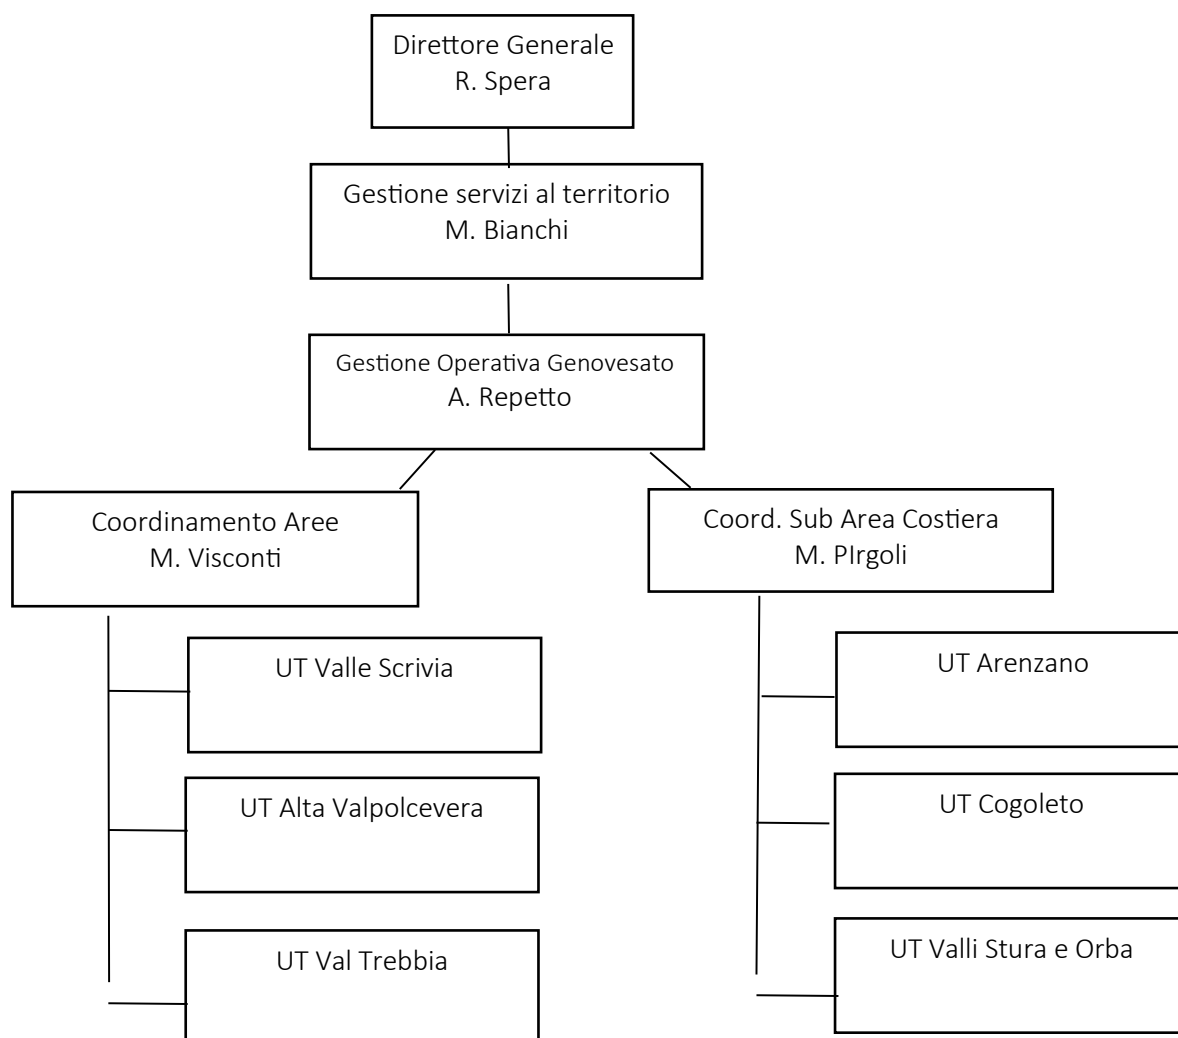 Direttore Generale
R. Spera
Gestione servizi al territorio
M. Bianchi
Gestione Operativa Genovesato
A. Repetto
Coordinamento Aree
M. Visconti
Coord. Sub Area Costiera
M. PIrgoli
UT Valle Scrivia
UT Alta Valpolcevera
UT Val Trebbia
UT Arenzano
UT Cogoleto
UT Valli Stura e Orba